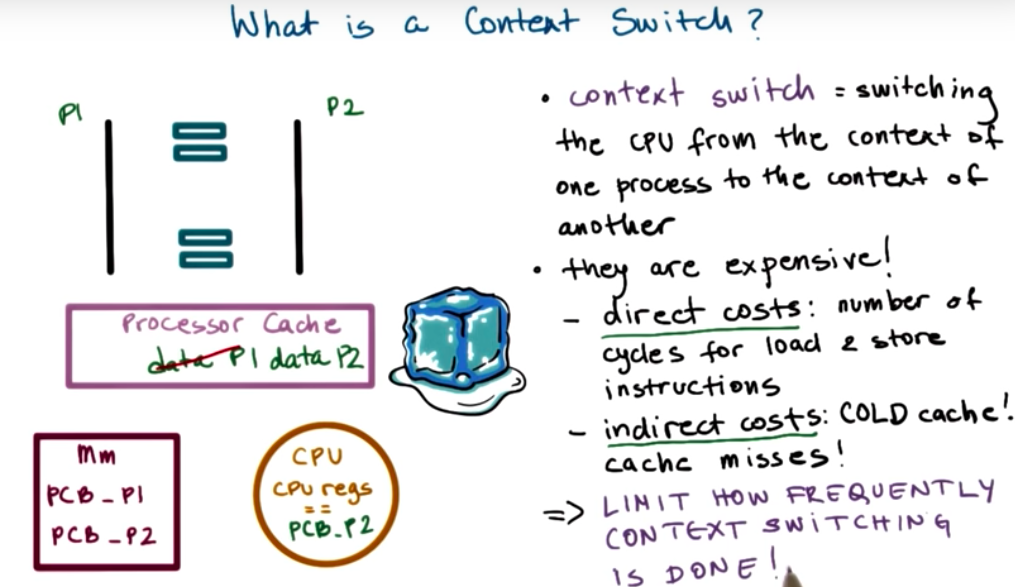 What is a Context Switch?
P1
P2
Processor Cache
data P1 data P2
mm
PCB_P1
PCB_P2
CPU
CPU regs
==
PCB_P2
• context switch = switching
the CPU from the context of
one process to the context of
another
• they are expensive!
- direct costs: number of
cycles for load & store
instructions
- indirect costs: COLD cache!
cache misses!
=> LIMIT HOW FREQUENTLY
CONTEXT SWITCHING
IS DONE!